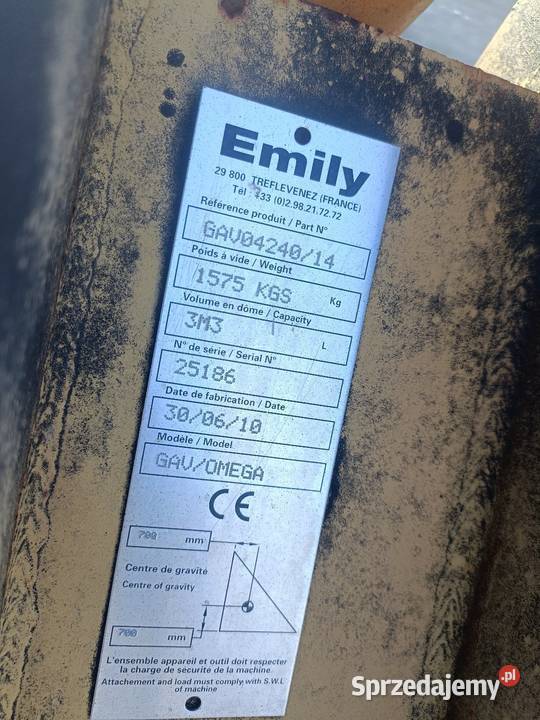 Emily
29 800 TREFLEVENEZ (FRANCE)
Tél : +33 (0)2.98.21.72.72
Référence produit / Part N°
GAV04240/14
Poids à vide / Weight
1575 KGS Kg
Volume en dôme / Capacity
3M3 L
N° de série / Serial N°
25186
Date de fabrication / Date
30/06/10
Modèle / Model
GAV/OMEGA
CE
700 mm
Centre de gravité
Centre of gravity
700 mm
L'ensemble appareil et outil doit respecter
la charge de sécurité de la machine.
Attachement and load must comply with S.W.L
of machine
Sprzedajemy.pl